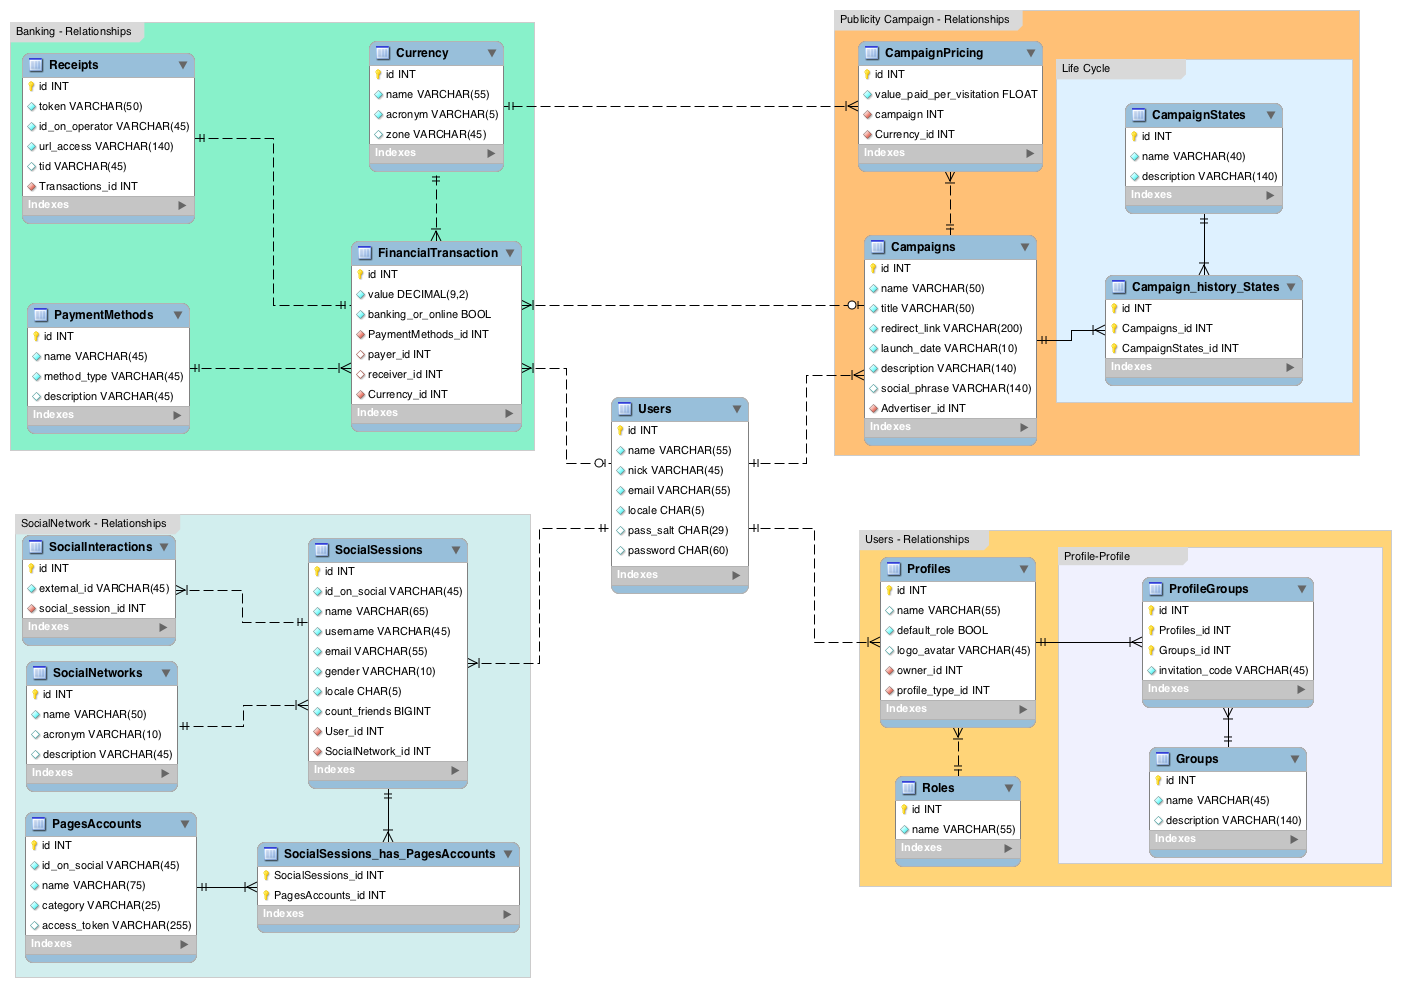 Banking - Relationships
Receipts
id INT
token VARCHAR(50)
id_on_operator VARCHAR(45)
url_access VARCHAR(140)
tid VARCHAR(45)
Transactions_id INT
Indexes
Currency
id INT
name VARCHAR(55)
acronym VARCHAR(5)
zone VARCHAR(45)
Indexes
FinancialTransaction
id INT
value DECIMAL(9,2)
banking_or_online BOOL
PaymentMethods_id INT
payer_id INT
receiver_id INT
Currency_id INT
Indexes
PaymentMethods
id INT
name VARCHAR(45)
method_type VARCHAR(45)
description VARCHAR(45)
Indexes
Publicity Campaign - Relationships
CampaignPricing
id INT
value_paid_per_visitation FLOAT
campaign INT
Currency_id INT
Indexes
Campaigns
id INT
name VARCHAR(50)
title VARCHAR(50)
redirect_link VARCHAR(200)
launch_date VARCHAR(10)
description VARCHAR(140)
social_phrase VARCHAR(140)
Advertiser_id INT
Indexes
Life Cycle
CampaignStates
id INT
name VARCHAR(40)
description VARCHAR(140)
Indexes
Campaign_history_States
id INT
Campaigns_id INT
CampaignStates_id INT
Indexes
Users
id INT
name VARCHAR(55)
nick VARCHAR(45)
email VARCHAR(55)
locale CHAR(5)
pass_salt CHAR(29)
password CHAR(60)
Indexes
SocialNetwork - Relationships
SocialInteractions
id INT
external_id VARCHAR(45)
social_session_id INT
Indexes
SocialNetworks
id INT
name VARCHAR(50)
acronym VARCHAR(10)
description VARCHAR(45)
Indexes
PagesAccounts
id INT
id_on_social VARCHAR(45)
name VARCHAR(75)
category VARCHAR(25)
access_token VARCHAR(255)
Indexes
SocialSessions
id INT
id_on_social VARCHAR(45)
name VARCHAR(65)
username VARCHAR(45)
email VARCHAR(55)
gender VARCHAR(10)
locale CHAR(5)
count_friends BIGINT
User_id INT
SocialNetwork_id INT
Indexes
SocialSessions_has_PagesAccounts
SocialSessions_id INT
PagesAccounts_id INT
Indexes
Users - Relationships
Profiles
id INT
name VARCHAR(55)
default_role BOOL
logo_avatar VARCHAR(45)
owner_id INT
profile_type_id INT
Indexes
Roles
id INT
name VARCHAR(55)
Indexes
Profile-Profile
ProfileGroups
id INT
Profiles_id INT
Groups_id INT
invitation_code VARCHAR(45)
Indexes
Groups
id INT
name VARCHAR(45)
description VARCHAR(140)
Indexes